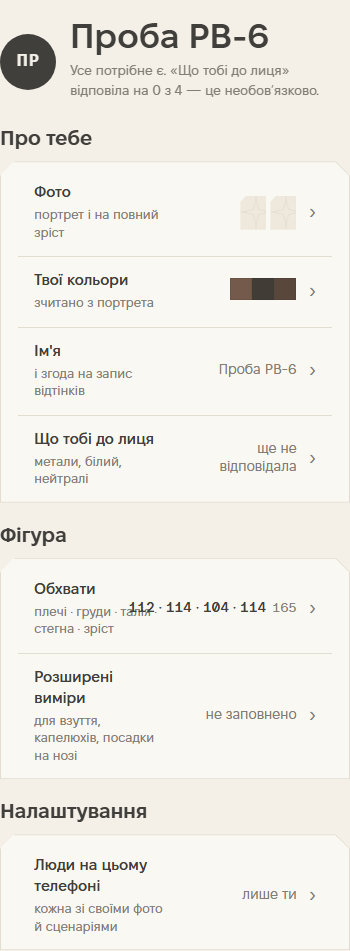 ПР
Проба РВ-6
Усе потрібне є. «Що тобі до лиця»
відповіла на 0 з 4 — це необов'язково.
Про тебе
Фото
портрет і на повний
зріст
Твої кольори
зчитано з портрета
Ім'я
і згода на запис
відтінків
Проба РВ-6
Що тобі до лиця
метали, білий,
нейтралі
ще не
відповідала
Фігура
Обхвати
плечі · груди · талія ·
стегна · зріст
112 · 114 · 104 · 114 165
Розширені
виміри
для взуття,
капелюхів, посадки
на нозі
не заповнено
Налаштування
Люди на цьому
телефоні
кожна зі своїми фото
й сценаріями
лише ти